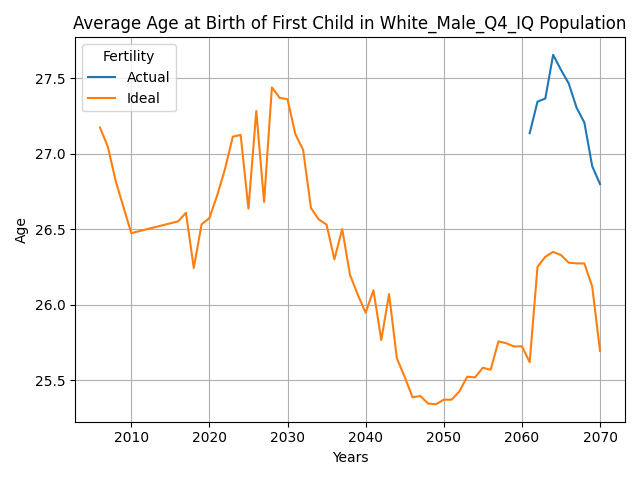 Average Age at Birth of First Child in White_Male_Q4_IQ Population
Fertility
Actual
Ideal
27.5
27.0
26.5
26.0
25.5
Age
2010 2020 2030 2040 2050 2060 2070
Years